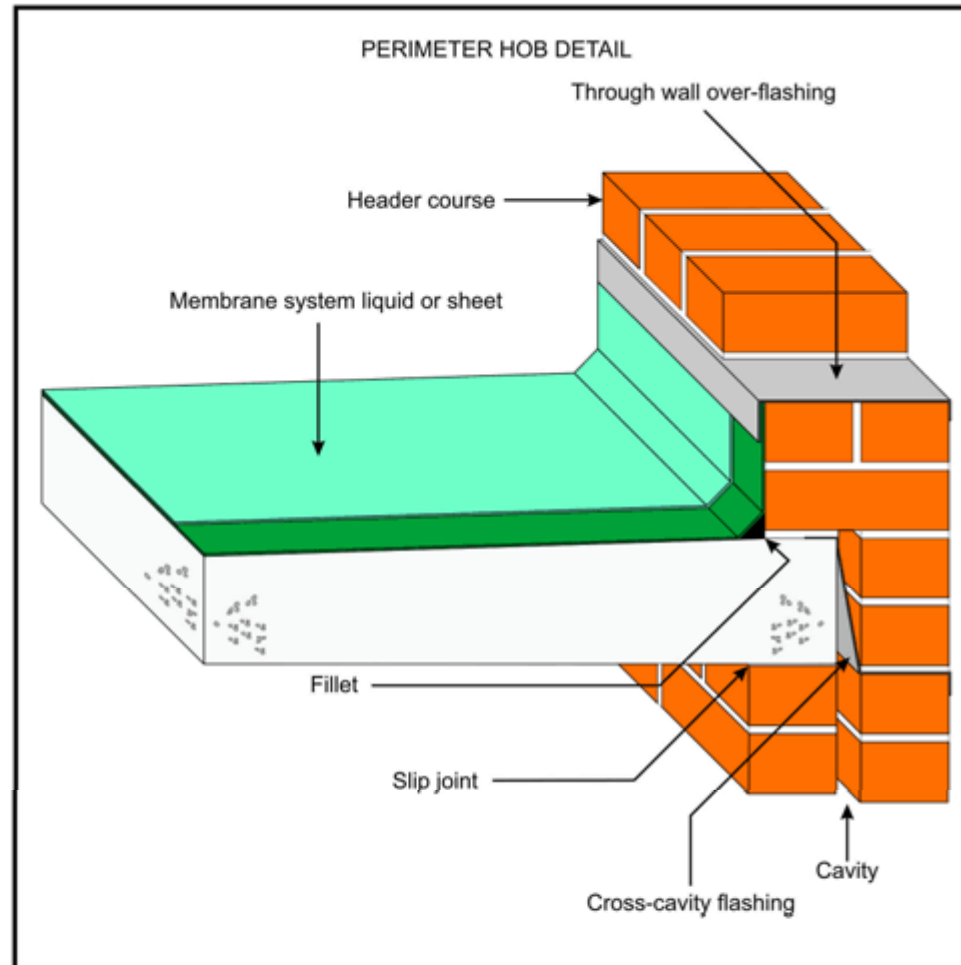 PERIMETER HOB DETAIL
Through wall over-flashing
Header course
Membrane system liquid or sheet
Fillet
Slip joint
Cavity
Cross-cavity flashing